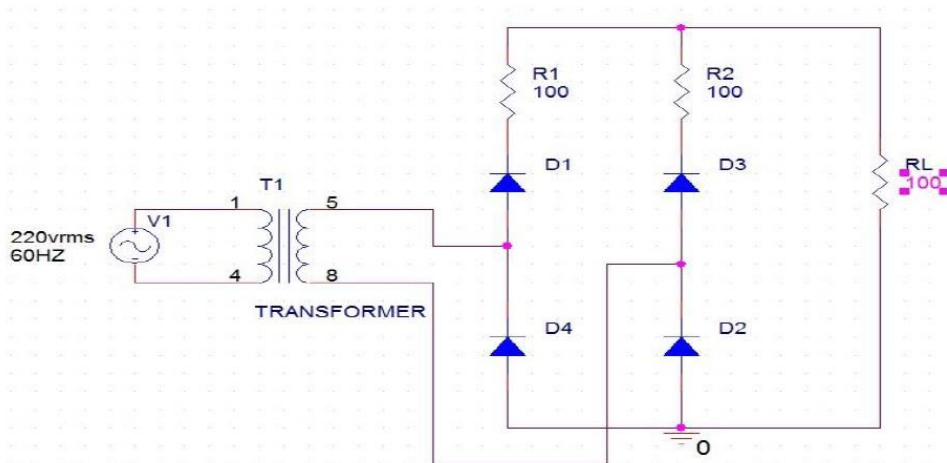 R1
100
R2
100
D1
D3
RL
100
T1
1
5
V1
220vrms
60HZ
4
8
TRANSFORMER
D4
D2
0